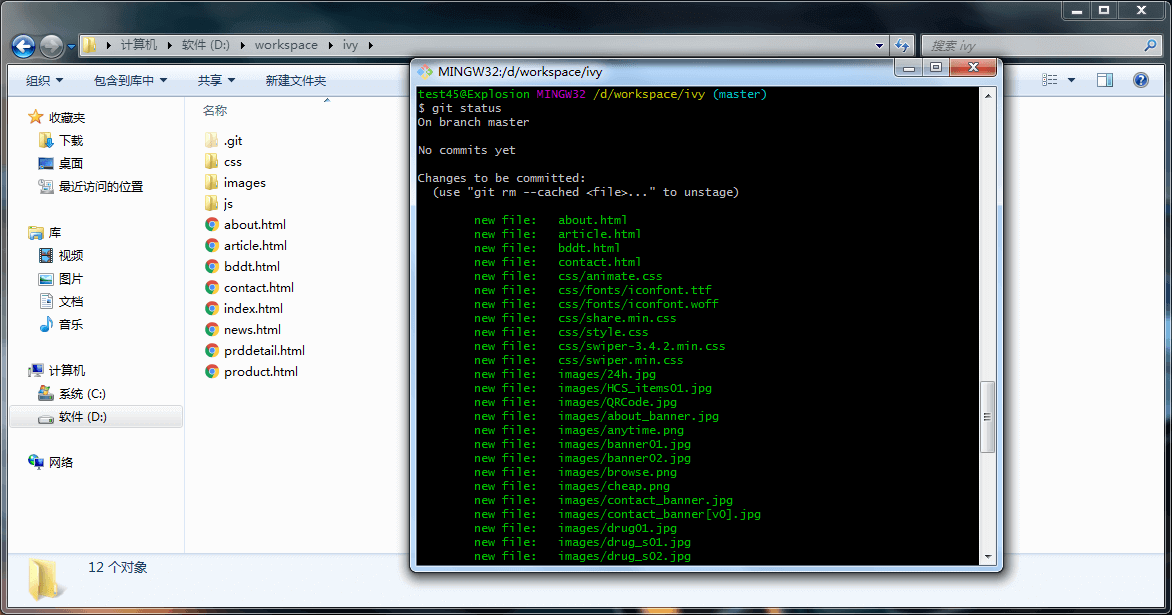 计算机 软件 (D:) workspace ivy
搜索 ivy
组织 包含到库中 共享 新建文件夹
收藏夹
下载
桌面
最近访问的位置
库
视频
图片
文档
音乐
计算机
系统 (C:)
软件 (D:)
网络
名称
.git
css
images
js
about.html
article.html
bddt.html
contact.html
index.html
news.html
prddetail.html
product.html
12 个对象
MINGW32:/d/workspace/ivy
test45@Explosion MINGW32 /d/workspace/ivy (master)
$ git status
On branch master
No commits yet
Changes to be committed:
(use "git rm --cached <file>..." to unstage)
new file: about.html
new file: article.html
new file: bddt.html
new file: contact.html
new file: css/animate.css
new file: css/fonts/iconfont.ttf
new file: css/fonts/iconfont.woff
new file: css/share.min.css
new file: css/style.css
new file: css/swiper-3.4.2.min.css
new file: css/swiper.min.css
new file: images/24h.jpg
new file: images/HCS_items01.jpg
new file: images/QRCode.jpg
new file: images/about_banner.jpg
new file: images/anytime.png
new file: images/banner01.jpg
new file: images/banner02.jpg
new file: images/browse.png
new file: images/cheap.png
new file: images/contact_banner.jpg
new file: images/contact_banner[v0].jpg
new file: images/drug01.jpg
new file: images/drug_s01.jpg
new file: images/drug_s02.jpg